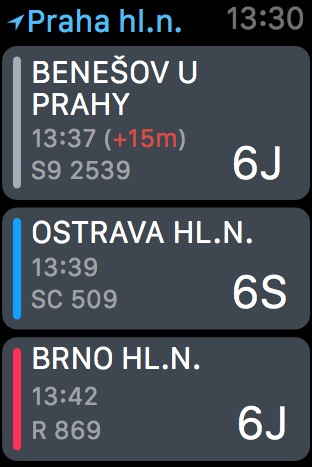 Praha hl.n.
13:30
BENEŠOV U
PRAHY
13:37 (+15m)
S9 2539
6J
OSTRAVA HL.N.
13:39
SC 509
6S
BRNO HL.N.
13:42
R 869
6J